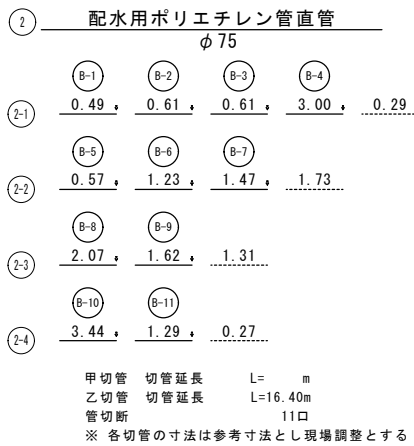 ② 配水用ポリエチレン管直管
φ75
B-1 B-2 B-3 B-4
2-1 0.49 0.61 0.61 3.00 0.29
B-5 B-6 B-7
2-2 0.57 1.23 1.47 1.73
B-8 B-9
2-3 2.07 1.62 1.31
B-10 B-11
2-4 3.44 1.29 0.27
甲切管 切管延長 L= m
乙切管 切管延長 L=16.40m
管切断 11口
※ 各切管の寸法は参考寸法とし現場調整とする